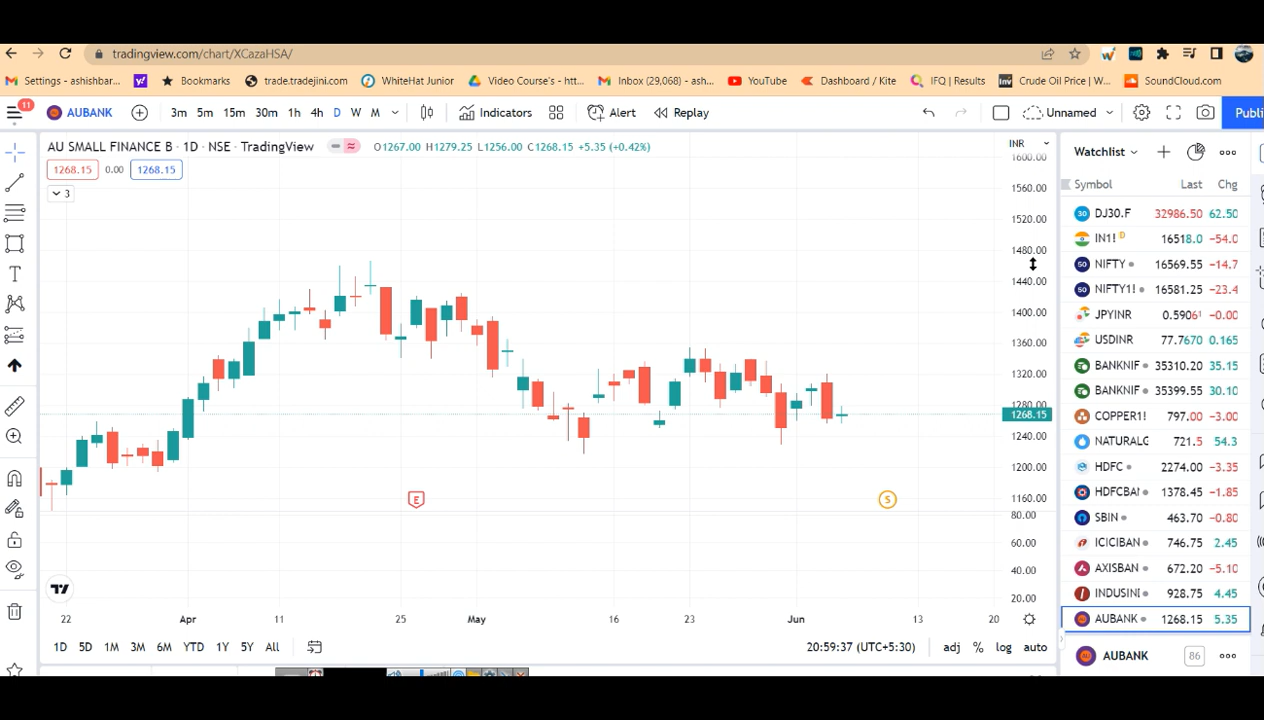 tradingview.com/chart/XCazaHSA/
Settings - ashishbar... Bookmarks trade.tradejini.com WhiteHat Junior Video Course's - htt... Inbox (29,068) - ash... YouTube Dashboard / Kite IFQ | Results Crude Oil Price | W... SoundCloud.com
11 AUBANK 3m 5m 15m 30m 1h 4h D W M Indicators Alert Replay Unnamed Publi
AU SMALL FINANCE B · 1D · NSE · TradingView O1267.00 H1279.25 L1256.00 C1268.15 +5.35 (+0.42%)
1268.15 0.00 1268.15
3
INR
1600.00
1560.00
1520.00
1480.00
1440.00
1400.00
1360.00
1320.00
1280.00
1268.15
1240.00
1200.00
1160.00
80.00
60.00
40.00
20.00
E S
22 Apr 11 25 May 16 23 Jun 13 20
1D 5D 1M 3M 6M YTD 1Y 5Y All 20:59:37 (UTC+5:30) adj % log auto
Watchlist
Symbol Last Chg
DJ30.F 32986.50 62.50
IN1! D 16518.0 -54.0
NIFTY 16569.55 -14.7
NIFTY1! 16581.25 -23.4
JPYINR 0.5906¹ -0.00
USDINR 77.7670 0.165
BANKNIF 35310.20 35.15
BANKNIF 35399.55 30.10
COPPER1! 797.00 -3.00
NATURALG 721.5 54.3
HDFC 2274.00 -3.35
HDFCBAI 1378.45 -1.85
SBIN 463.70 -0.80
ICICIBAN 746.75 2.45
AXISBAN 672.20 -5.10
INDUSINI 928.75 4.45
AUBANK 1268.15 5.35
AUBANK 86